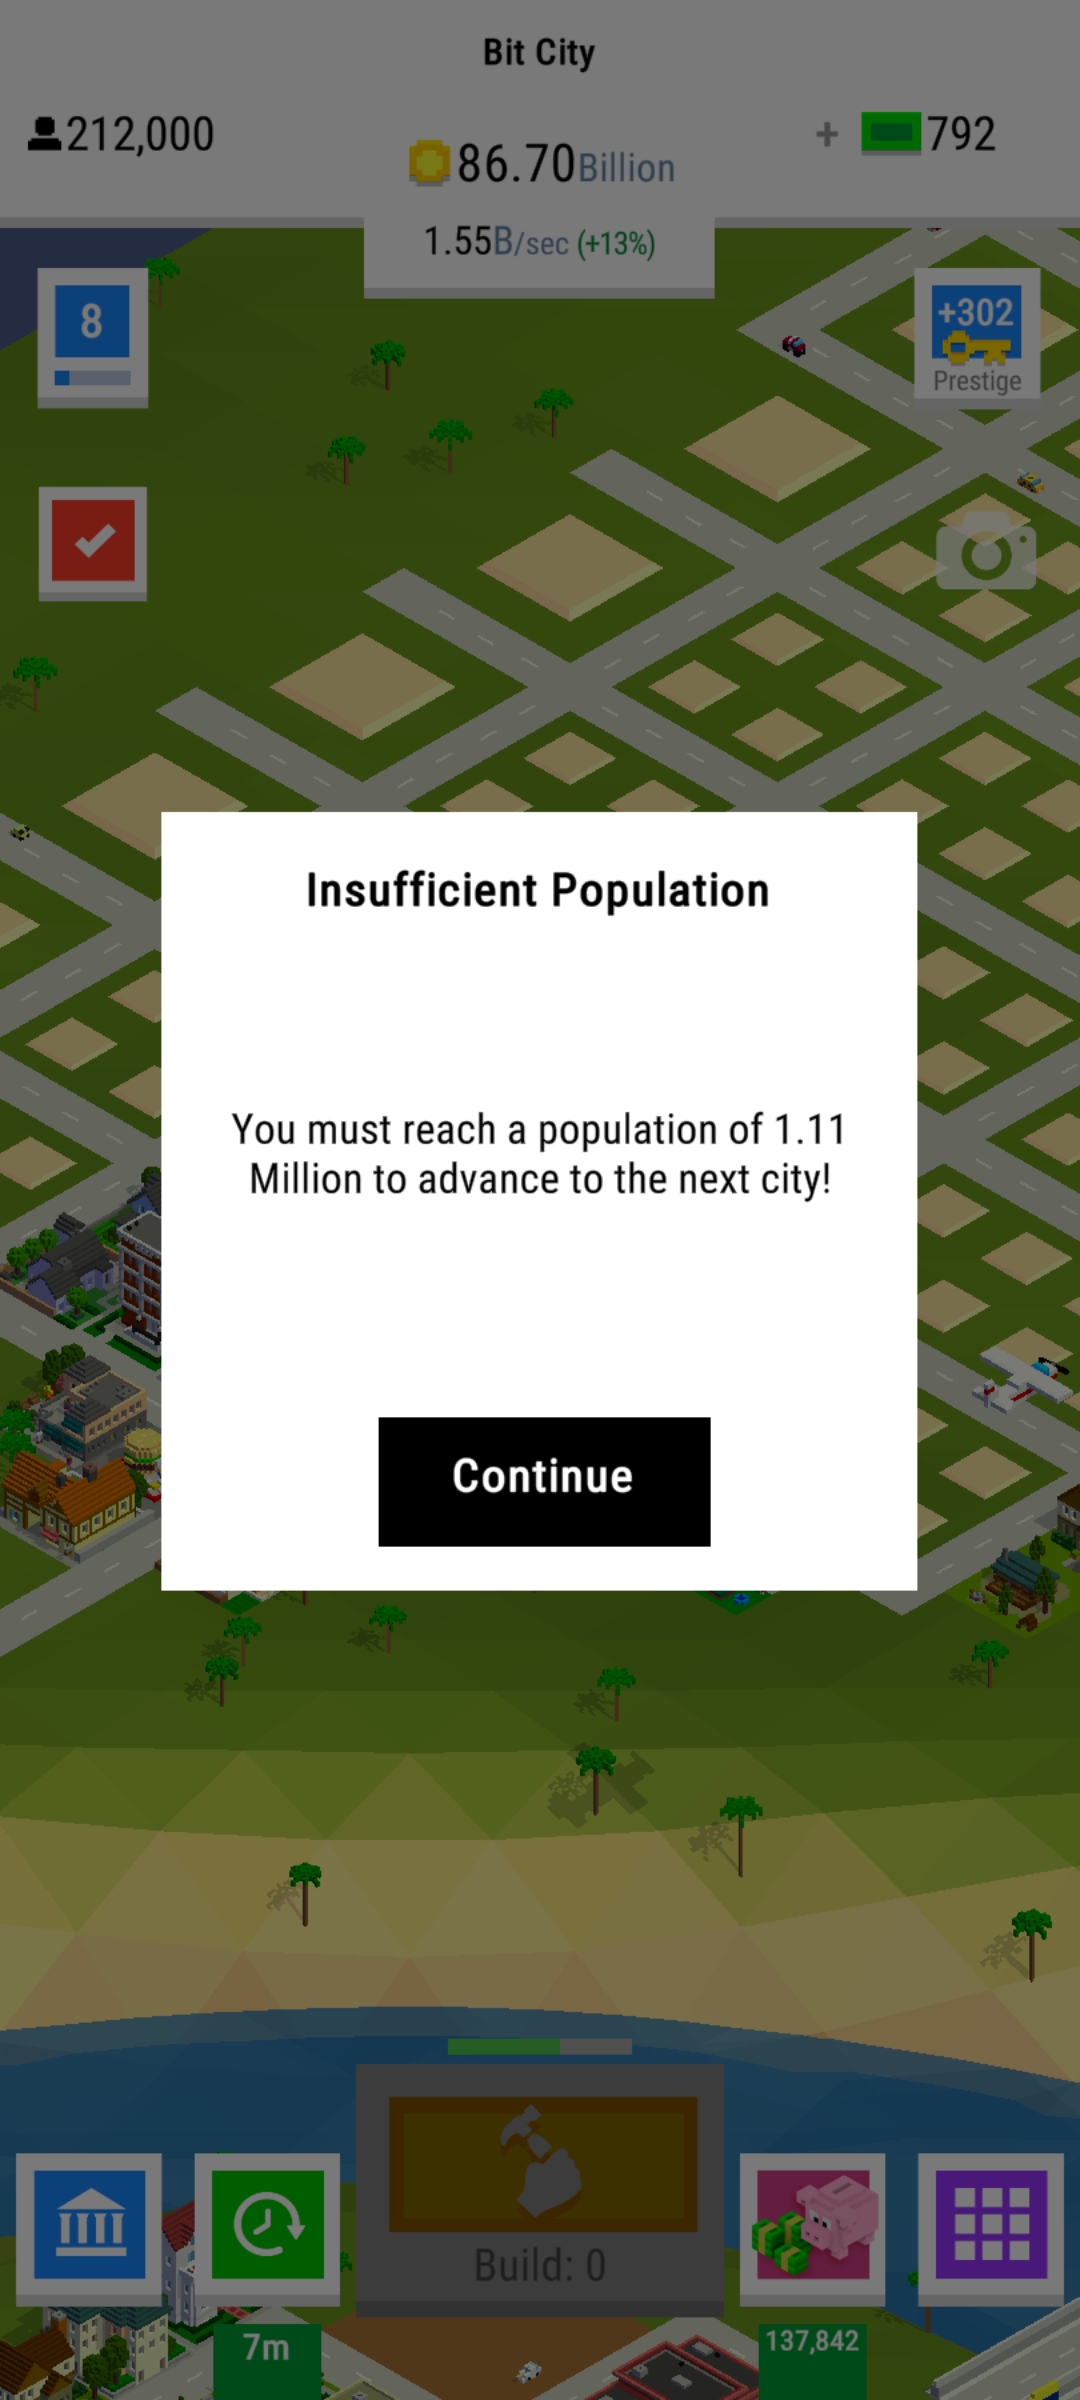 Bit City
212,000
86.70Billion
+ 792
1.55B/sec (+13%)
8
+302
Prestige
Insufficient Population
You must reach a population of 1.11
Million to advance to the next city!
Continue
Build: 0
7m
137,842